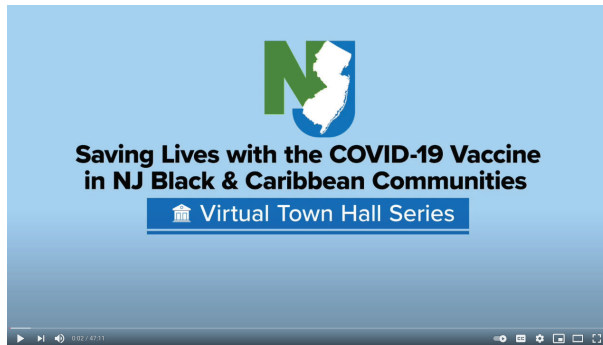 NJ
Saving Lives with the COVID-19 Vaccine
in NJ Black & Caribbean Communities
Virtual Town Hall Series
0:02 / 47:11
CC